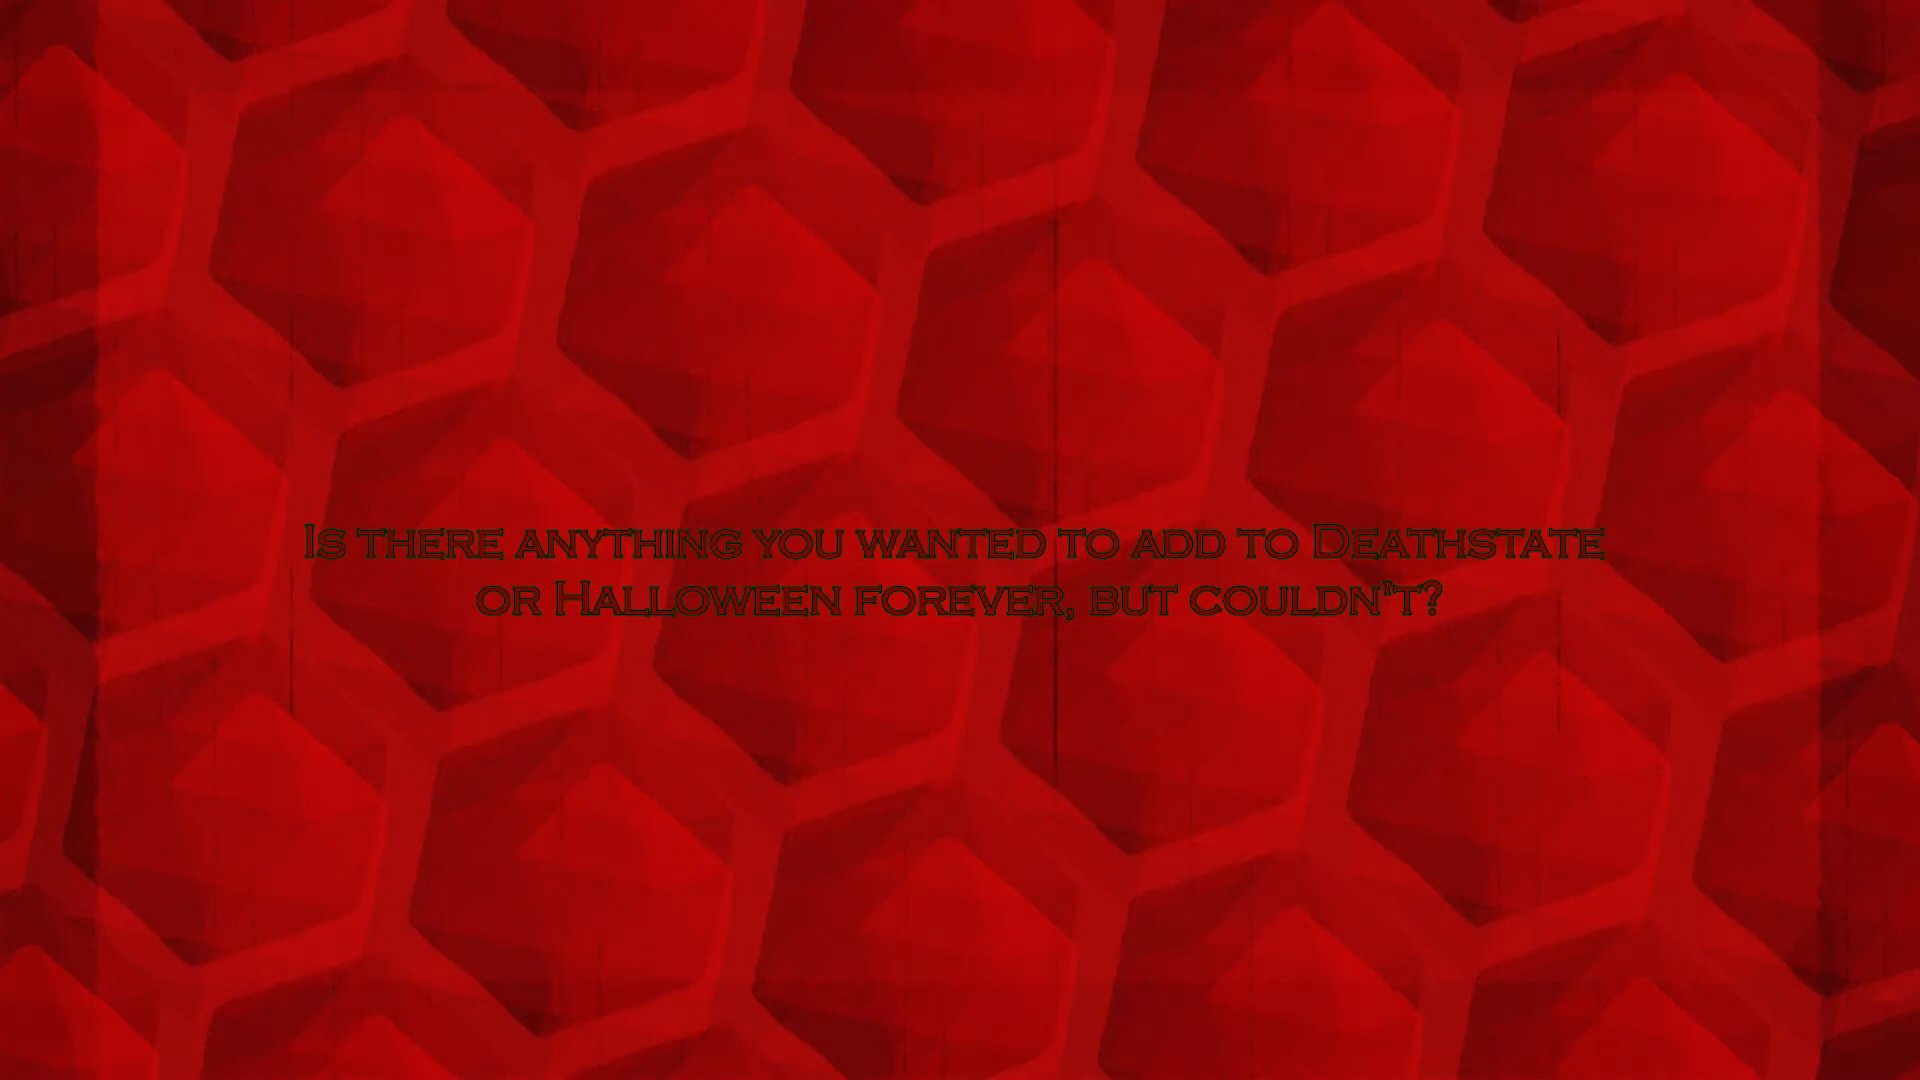 Is there anything you wanted to add to Deathstate
or Halloween forever, but couldn't?